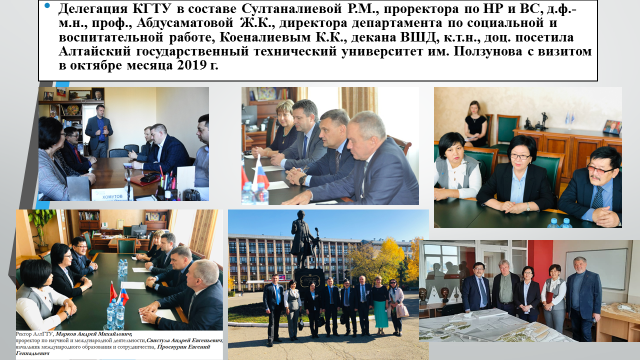 Делегация КГТУ в составе Султаналиевой Р.М., проректора по НР и ВС, д.ф.-
м.н., проф., Абдусаматовой Ж.К., директора департамента по социальной и
воспитательной работе, Коеналиевым К.К., декана ВШД, к.т.н., доц. посетила
Алтайский государственный технический университет им. Ползунова с визитом
в октябре месяца 2019 г.
Ректор АлтГТУ, Марков Андрей Михайлович,
проректор по научной и международной деятельности, Свистула Андрей Евгеньевич,
начальник международного образования и сотрудничества, Проскурин Евгений
Геннадьевич